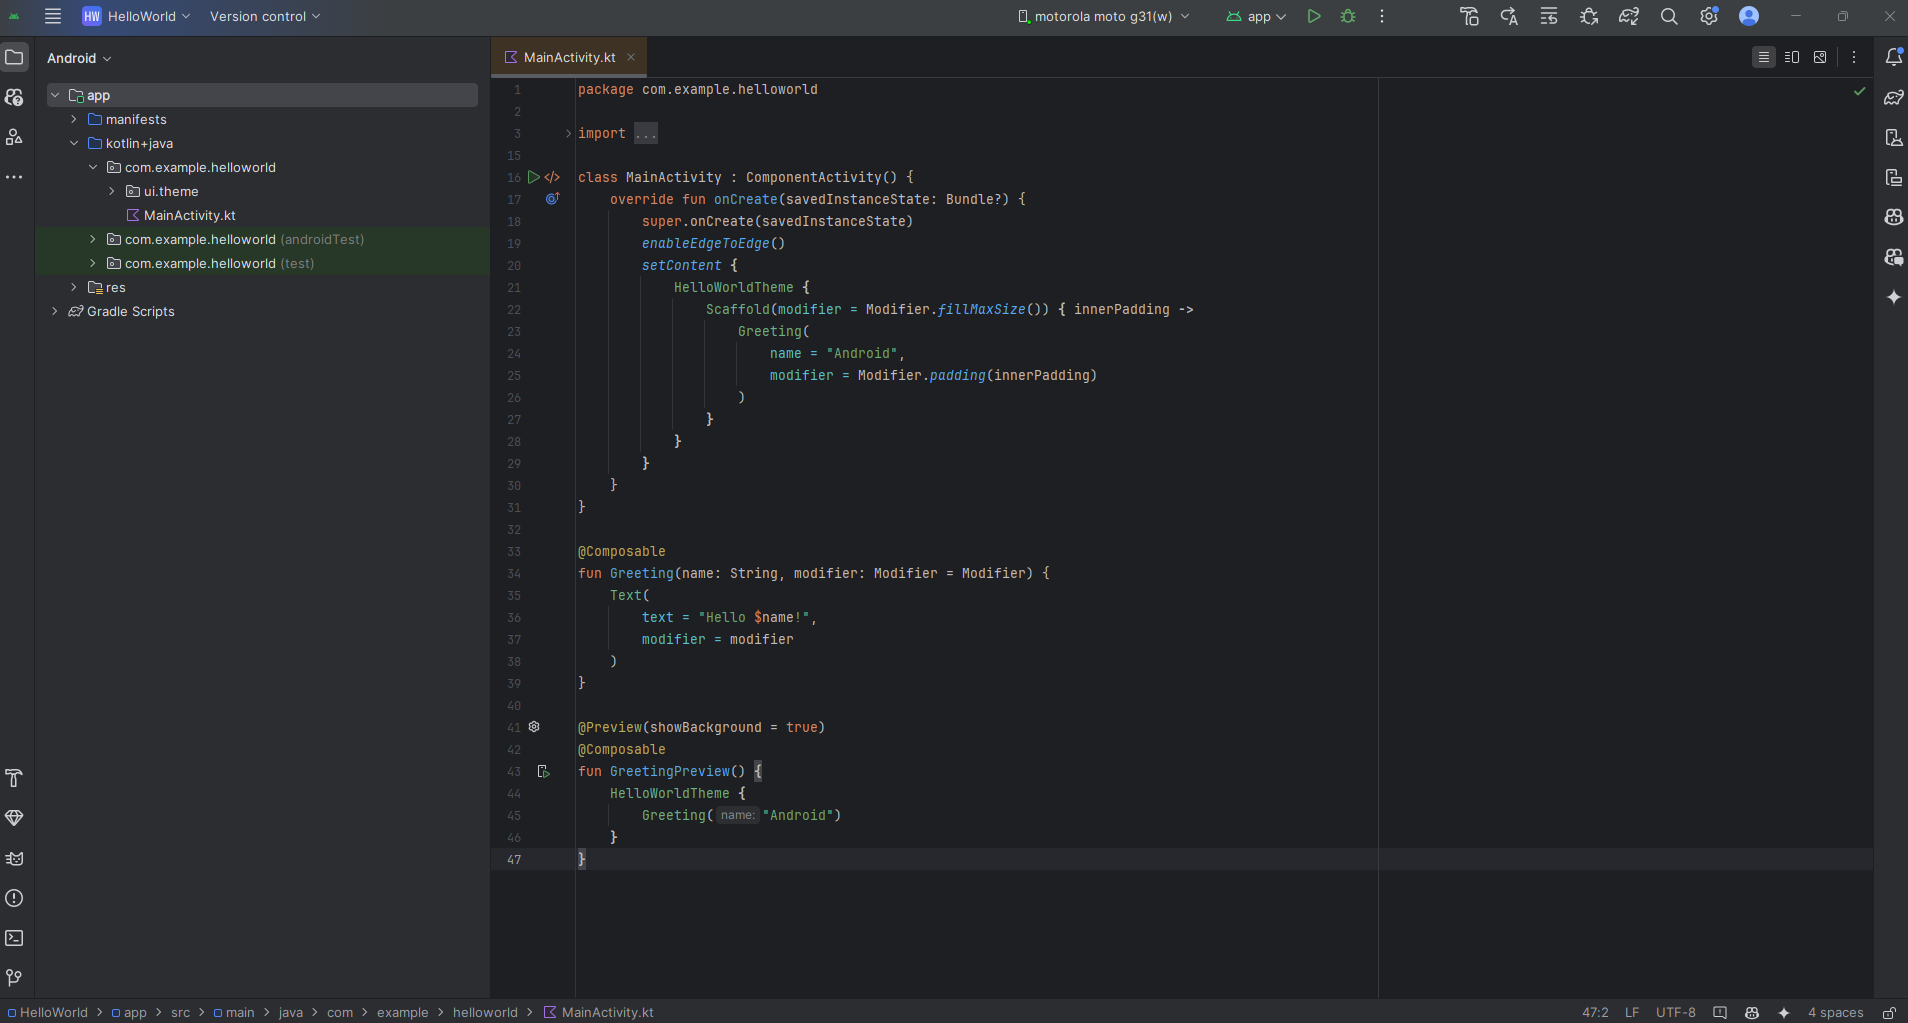 HW HelloWorld Version control motorola moto g31(w) app
Android
MainActivity.kt
app
manifests
kotlin+java
com.example.helloworld
ui.theme
MainActivity.kt
com.example.helloworld (androidTest)
com.example.helloworld (test)
res
Gradle Scripts
1 package com.example.helloworld
2
3 import ...
15
16 class MainActivity : ComponentActivity() {
17 override fun onCreate(savedInstanceState: Bundle?) {
18 super.onCreate(savedInstanceState)
19 enableEdgeToEdge()
20 setContent {
21 HelloWorldTheme {
22 Scaffold(modifier = Modifier.fillMaxSize()) { innerPadding ->
23 Greeting(
24 name = "Android",
25 modifier = Modifier.padding(innerPadding)
26 )
27 }
28 }
29 }
30 }
31 }
32
33 @Composable
34 fun Greeting(name: String, modifier: Modifier = Modifier) {
35 Text(
36 text = "Hello $name!",
37 modifier = modifier
38 )
39 }
40
41 @Preview(showBackground = true)
42 @Composable
43 fun GreetingPreview() {
44 HelloWorldTheme {
45 Greeting( name: "Android")
46 }
47 }
HelloWorld > app > src > main > java > com > example > helloworld > MainActivity.kt 47:2 LF UTF-8 4 spaces